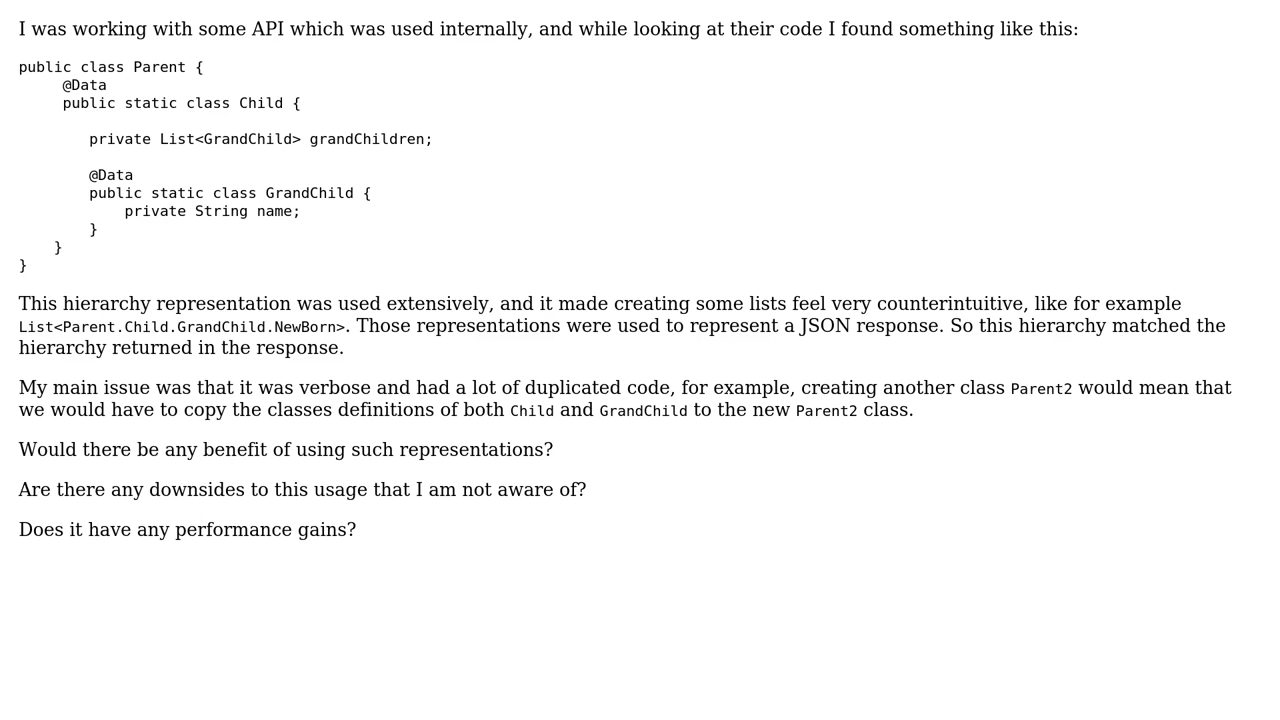 I was working with some API which was used internally, and while looking at their code I found something like this:
public class Parent {
     @Data
     public static class Child {
        private List<GrandChild> grandChildren;
        @Data
        public static class GrandChild {
            private String name;
        }
    }
}
This hierarchy representation was used extensively, and it made creating some lists feel very counterintuitive, like for example
List<Parent.Child.GrandChild.NewBorn>. Those representations were used to represent a JSON response. So this hierarchy matched the
hierarchy returned in the response.
My main issue was that it was verbose and had a lot of duplicated code, for example, creating another class Parent2 would mean that
we would have to copy the classes definitions of both Child and GrandChild to the new Parent2 class.
Would there be any benefit of using such representations?
Are there any downsides to this usage that I am not aware of?
Does it have any performance gains?